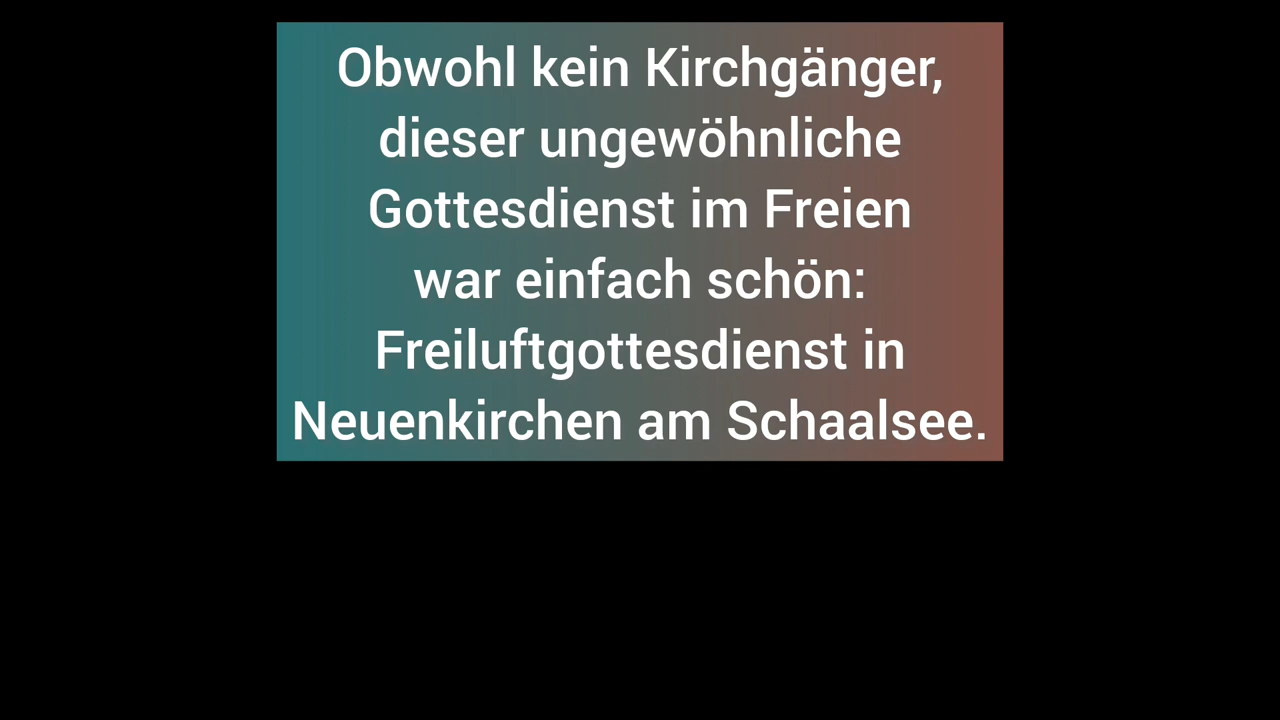 Obwohl kein Kirchgänger,
dieser ungewöhnliche
Gottesdienst im Freien
war einfach schön:
Freiluftgottesdienst in
Neuenkirchen am Schaalsee.